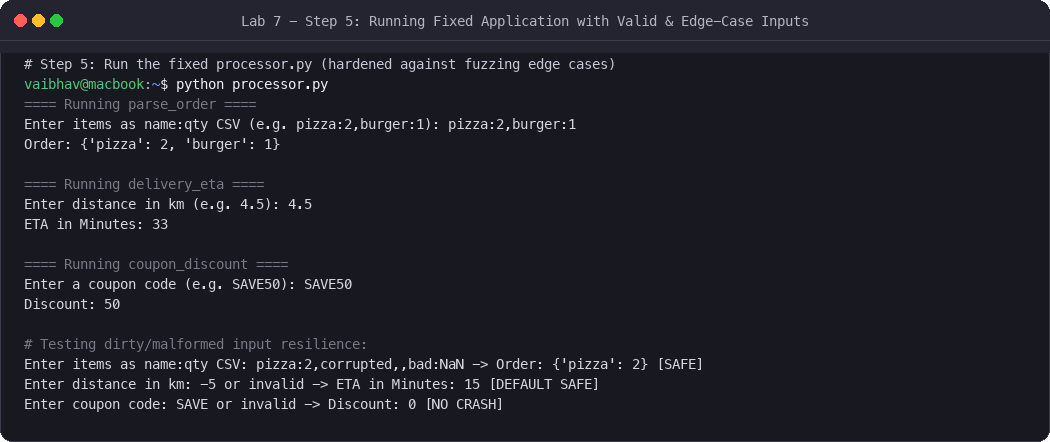 Lab 7 – Step 5: Running Fixed Application with Valid & Edge–Case Inputs
# Step 5: Run the fixed processor.py (hardened against fuzzing edge cases)
vaibhav@macbook:~$ python processor.py
==== Running parse_order ====
Enter items as name:qty CSV (e.g. pizza:2,burger:1): pizza:2,burger:1
Order: {'pizza': 2, 'burger': 1}
==== Running delivery_eta ====
Enter distance in km (e.g. 4.5): 4.5
ETA in Minutes: 33
==== Running coupon_discount ====
Enter a coupon code (e.g. SAVE50): SAVE50
Discount: 50
# Testing dirty/malformed input resilience:
Enter items as name:qty CSV: pizza:2,corrupted,,bad:NaN –> Order: {'pizza': 2} [SAFE]
Enter distance in km: –5 or invalid –> ETA in Minutes: 15 [DEFAULT SAFE]
Enter coupon code: SAVE or invalid –> Discount: 0 [NO CRASH]